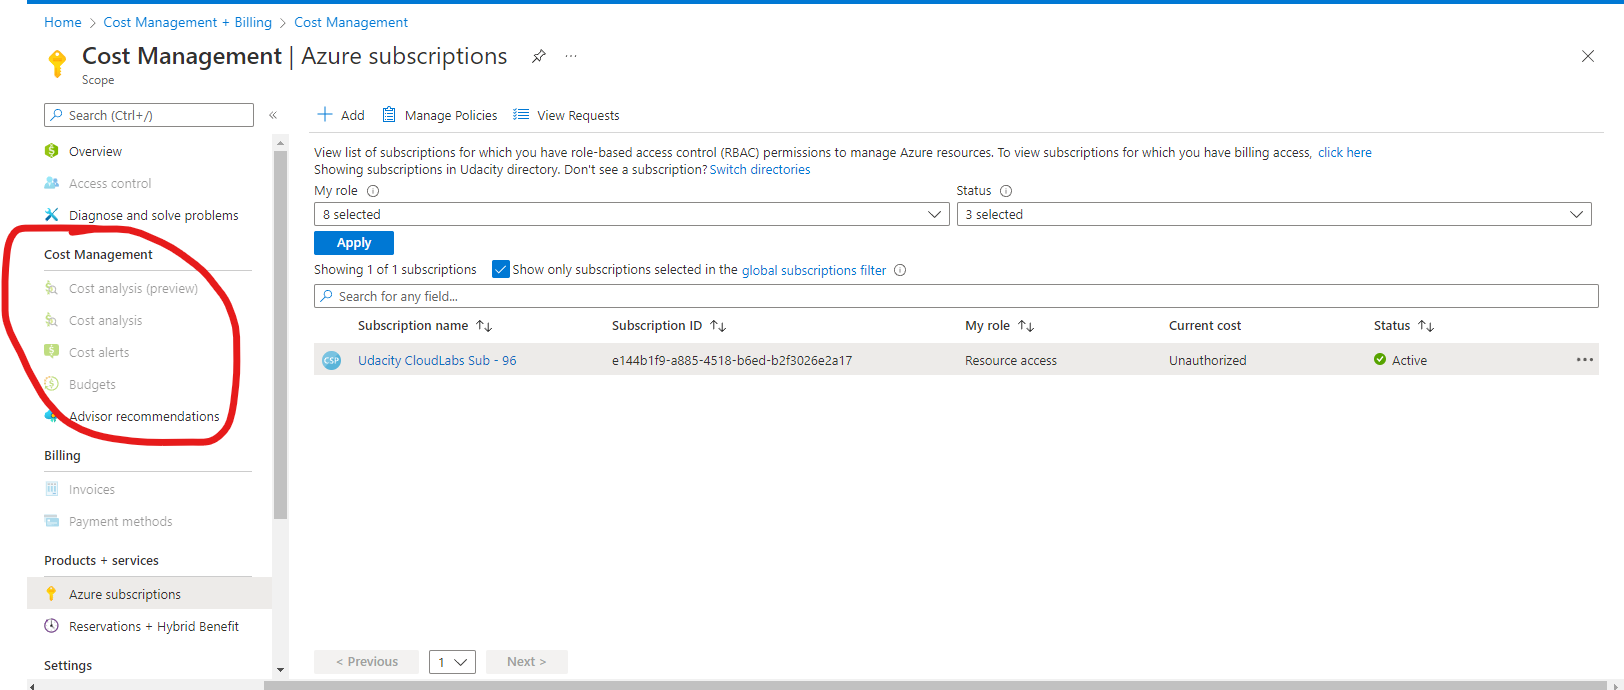 Home > Cost Management + Billing > Cost Management
Cost Management | Azure subscriptions ...
Scope
Search (Ctrl+/)
«
Overview
Access control
Diagnose and solve problems
Cost Management
Cost analysis (preview)
Cost analysis
Cost alerts
Budgets
Advisor recommendations
Billing
Invoices
Payment methods
Products + services
Azure subscriptions
Reservations + Hybrid Benefit
Settings
+ Add Manage Policies View Requests
View list of subscriptions for which you have role-based access control (RBAC) permissions to manage Azure resources. To view subscriptions for which you have billing access, click here
Showing subscriptions in Udacity directory. Don't see a subscription? Switch directories
My role Status
8 selected 3 selected
Apply
Showing 1 of 1 subscriptions Show only subscriptions selected in the global subscriptions filter
Search for any field...
Subscription name ↑↓ Subscription ID ↑↓ My role ↑↓ Current cost Status ↑↓
CSP Udacity CloudLabs Sub - 96 e144b1f9-a885-4518-b6ed-b2f3026e2a17 Resource access Unauthorized Active ...
< Previous 1 Next >